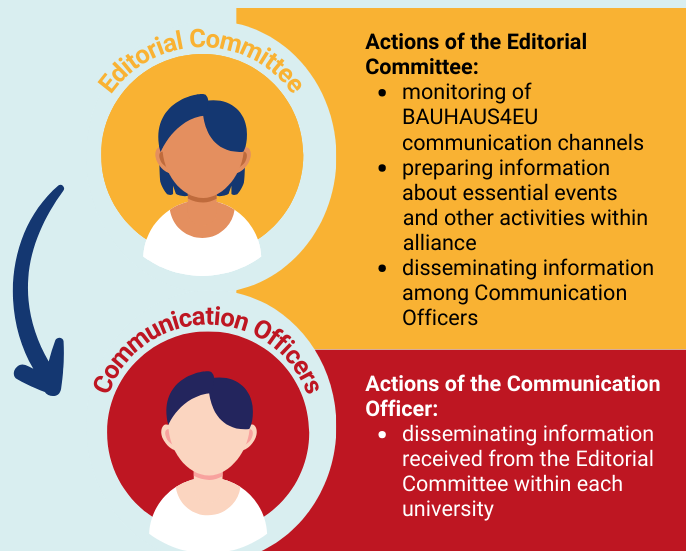 Editorial Committee
Actions of the Editorial
Committee:
• monitoring of
BAUHAUS4EU
communication channels
• preparing information
about essential events
and other activities within
alliance
• disseminating information
among Communication
Officers
Communication Officers
Actions of the Communication
Officer:
• disseminating information
received from the Editorial
Committee within each
university